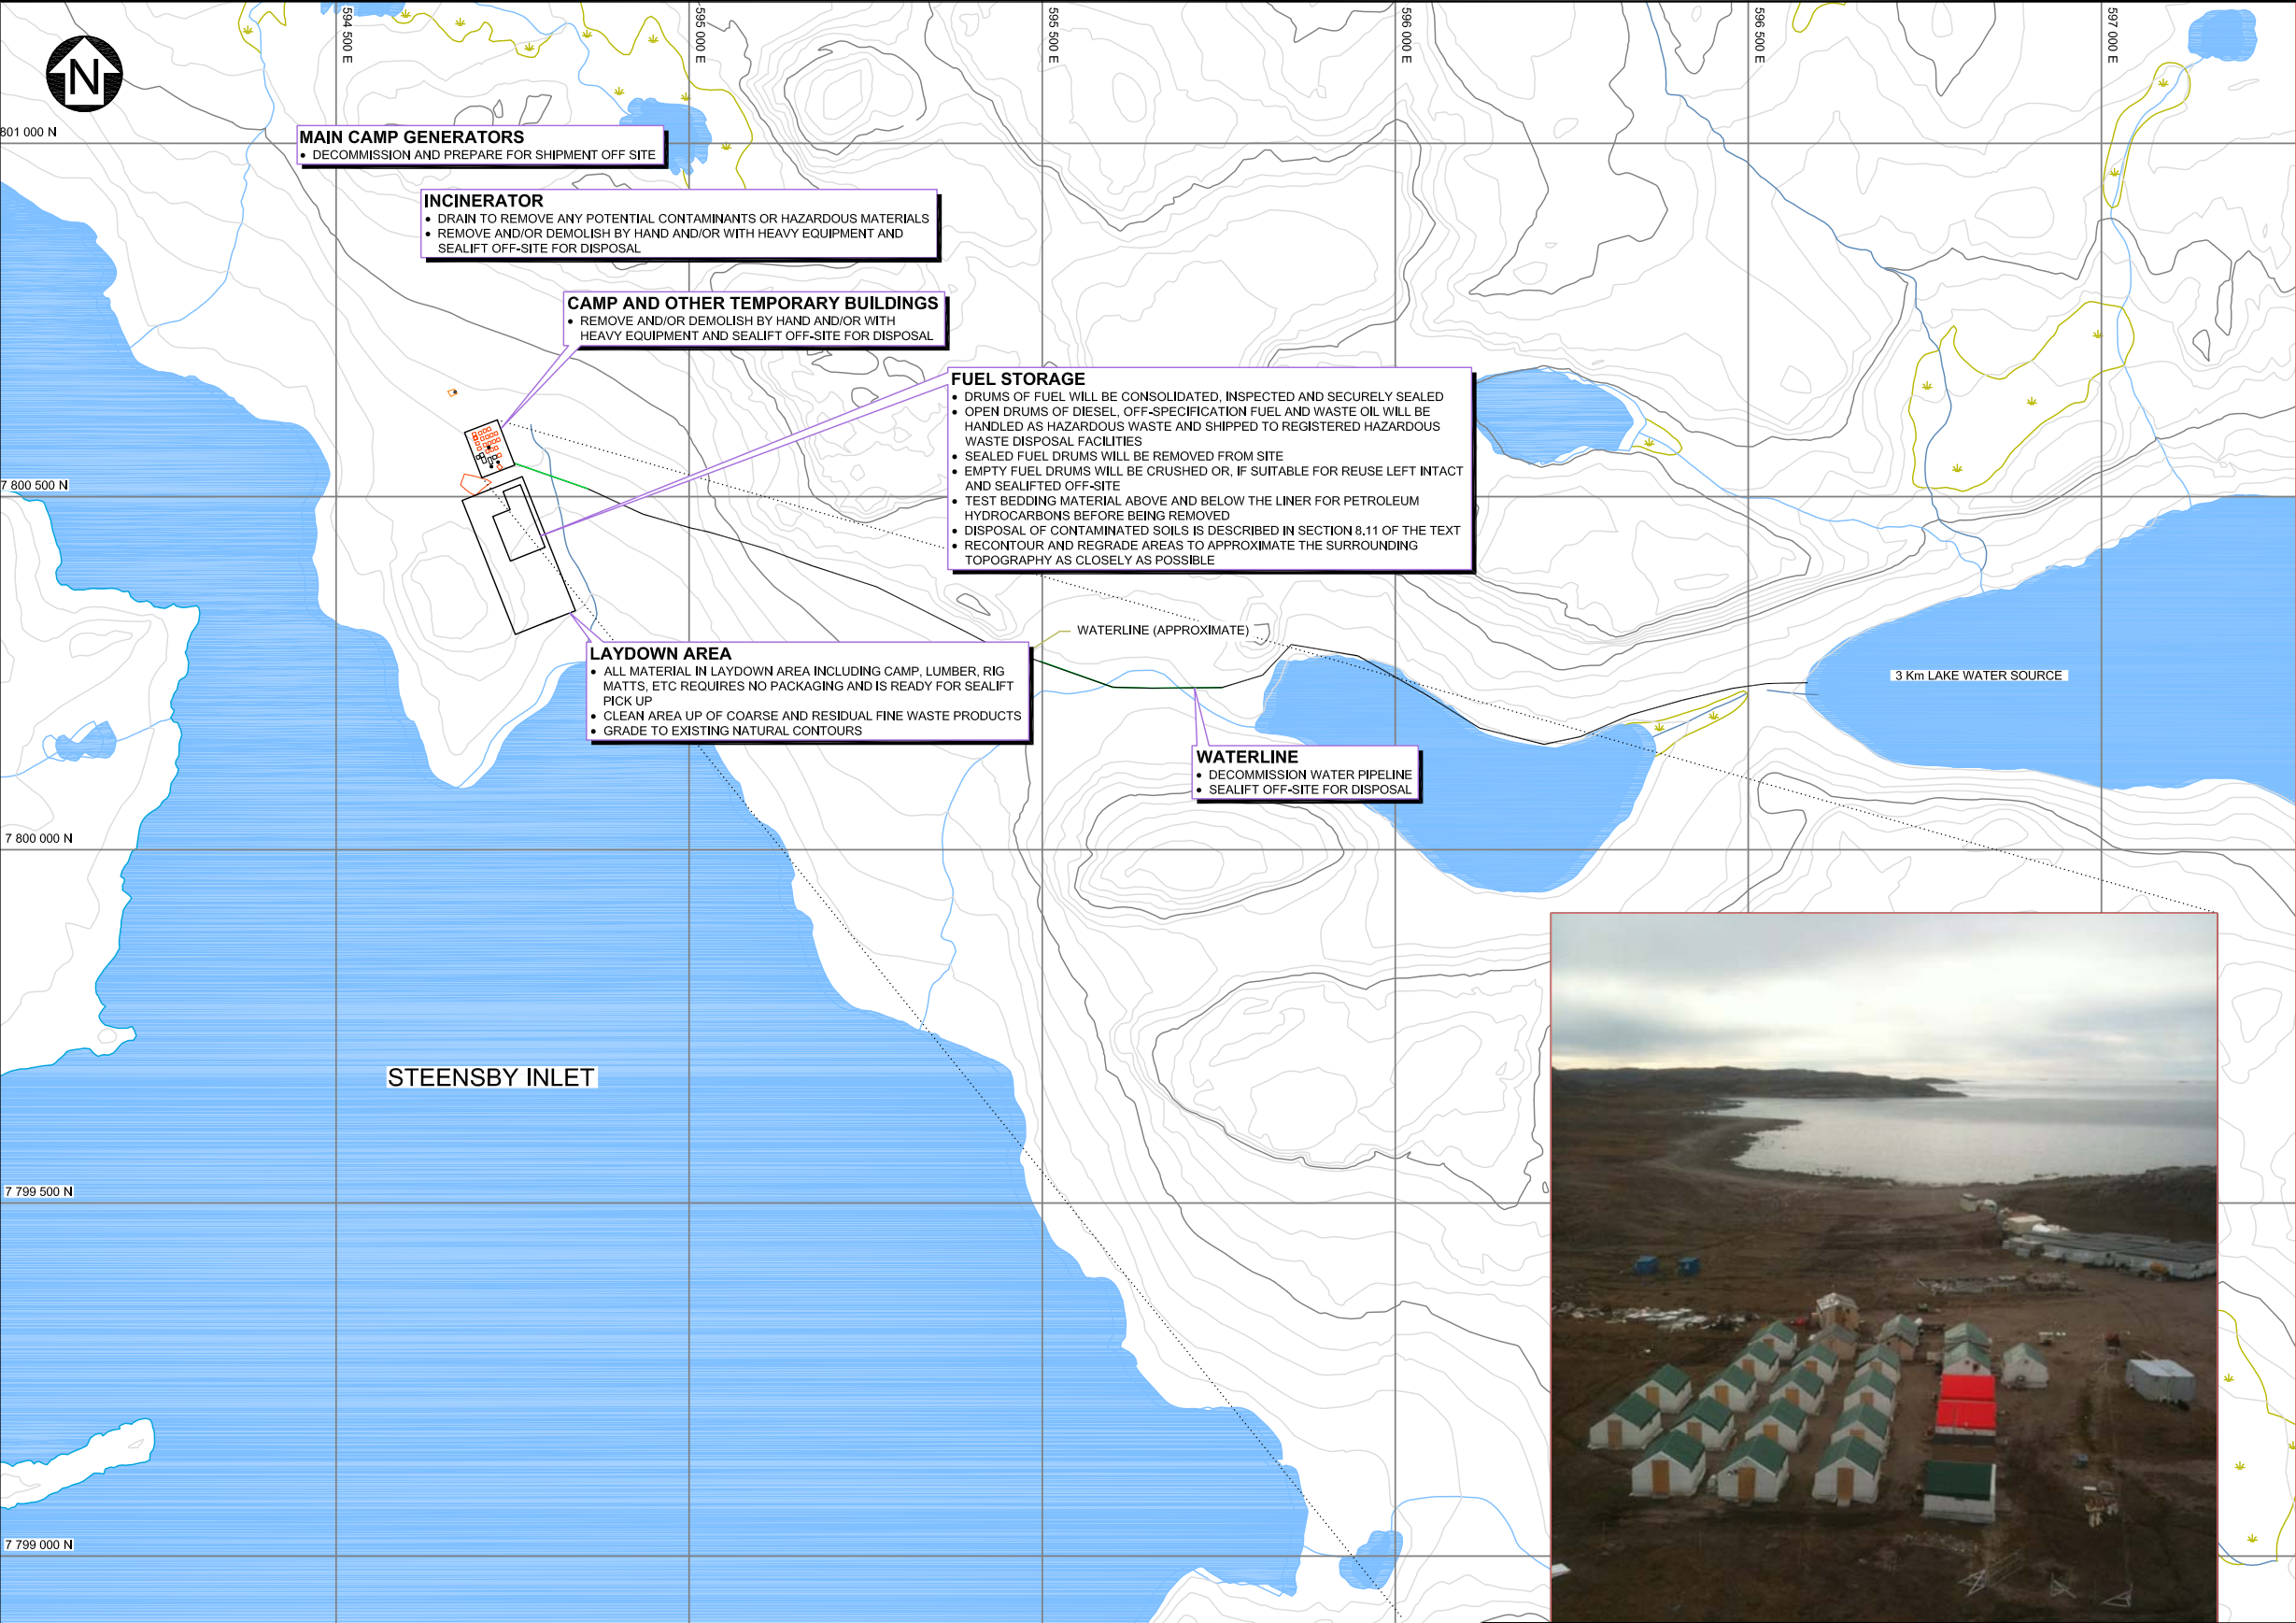 594 500 E
595 000 E
595 500 E
596 000 E
596 500 E
597 000 E
N
801 000 N
MAIN CAMP GENERATORS
• DECOMMISSION AND PREPARE FOR SHIPMENT OFF SITE
INCINERATOR
• DRAIN TO REMOVE ANY POTENTIAL CONTAMINANTS OR HAZARDOUS MATERIALS
• REMOVE AND/OR DEMOLISH BY HAND AND/OR WITH HEAVY EQUIPMENT AND
SEALIFT OFF-SITE FOR DISPOSAL
CAMP AND OTHER TEMPORARY BUILDINGS
• REMOVE AND/OR DEMOLISH BY HAND AND/OR WITH
HEAVY EQUIPMENT AND SEALIFT OFF-SITE FOR DISPOSAL
FUEL STORAGE
• DRUMS OF FUEL WILL BE CONSOLIDATED, INSPECTED AND SECURELY SEALED
• OPEN DRUMS OF DIESEL, OFF-SPECIFICATION FUEL AND WASTE OIL WILL BE
HANDLED AS HAZARDOUS WASTE AND SHIPPED TO REGISTERED HAZARDOUS
WASTE DISPOSAL FACILITIES
• SEALED FUEL DRUMS WILL BE REMOVED FROM SITE
• EMPTY FUEL DRUMS WILL BE CRUSHED OR, IF SUITABLE FOR REUSE LEFT INTACT
AND SEALIFTED OFF-SITE
• TEST BEDDING MATERIAL ABOVE AND BELOW THE LINER FOR PETROLEUM
HYDROCARBONS BEFORE BEING REMOVED
• DISPOSAL OF CONTAMINATED SOILS IS DESCRIBED IN SECTION 8.11 OF THE TEXT
• RECONTOUR AND REGRADE AREAS TO APPROXIMATE THE SURROUNDING
TOPOGRAPHY AS CLOSELY AS POSSIBLE
7 800 500 N
WATERLINE (APPROXIMATE)
LAYDOWN AREA
• ALL MATERIAL IN LAYDOWN AREA INCLUDING CAMP, LUMBER, RIG
MATTS, ETC REQUIRES NO PACKAGING AND IS READY FOR SEALIFT
PICK UP
• CLEAN AREA UP OF COARSE AND RESIDUAL FINE WASTE PRODUCTS
• GRADE TO EXISTING NATURAL CONTOURS
3 Km LAKE WATER SOURCE
WATERLINE
• DECOMMISSION WATER PIPELINE
• SEALIFT OFF-SITE FOR DISPOSAL
7 800 000 N
STEENSBY INLET
7 799 500 N
7 799 000 N